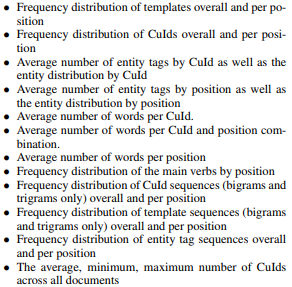 • Frequency distribution of templates overall and per po-
sition
• Frequency distribution of CuIds overall and per posi-
tion
• Average number of entity tags by CuId as well as the
entity distribution by CuId
• Average number of entity tags by position as well as
the entity distribution by position
• Average number of words per CuId.
• Average number of words per CuId and position com-
bination.
• Average number of words per position
• Frequency distribution of the main verbs by position
• Frequency distribution of CuId sequences (bigrams and
trigrams only) overall and per position
• Frequency distribution of template sequences (bigrams
and trigrams only) overall and per position
• Frequency distribution of entity tag sequences overall
and per position
• The average, minimum, maximum number of CuIds
across all documents